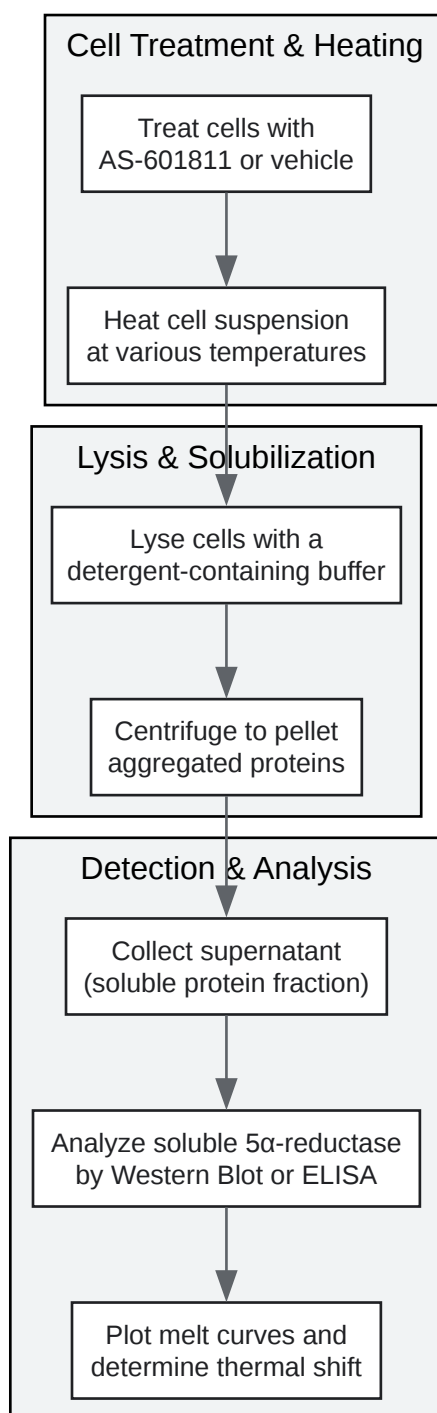 Cell Treatment & Heating
Treat cells with
AS-601811 or vehicle
Heat cell suspension
at various temperatures
Lysis & Solubilization
Lyse cells with a
detergent-containing buffer
Centrifuge to pellet
aggregated proteins
Detection & Analysis
Collect supernatant
(soluble protein fraction)
Analyze soluble 5α-reductase
by Western Blot or ELISA
Plot melt curves and
determine thermal shift